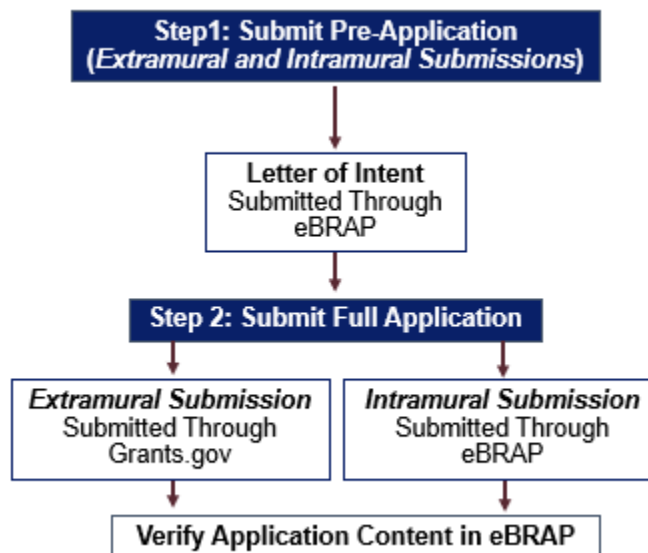 Step1: Submit Pre-Application
(Extramural and Intramural Submissions)
Letter of Intent
Submitted Through
eBRAP
Step 2: Submit Full Application
Extramural Submission
Submitted Through
Grants.gov
Intramural Submission
Submitted Through
eBRAP
Verify Application Content in eBRAP